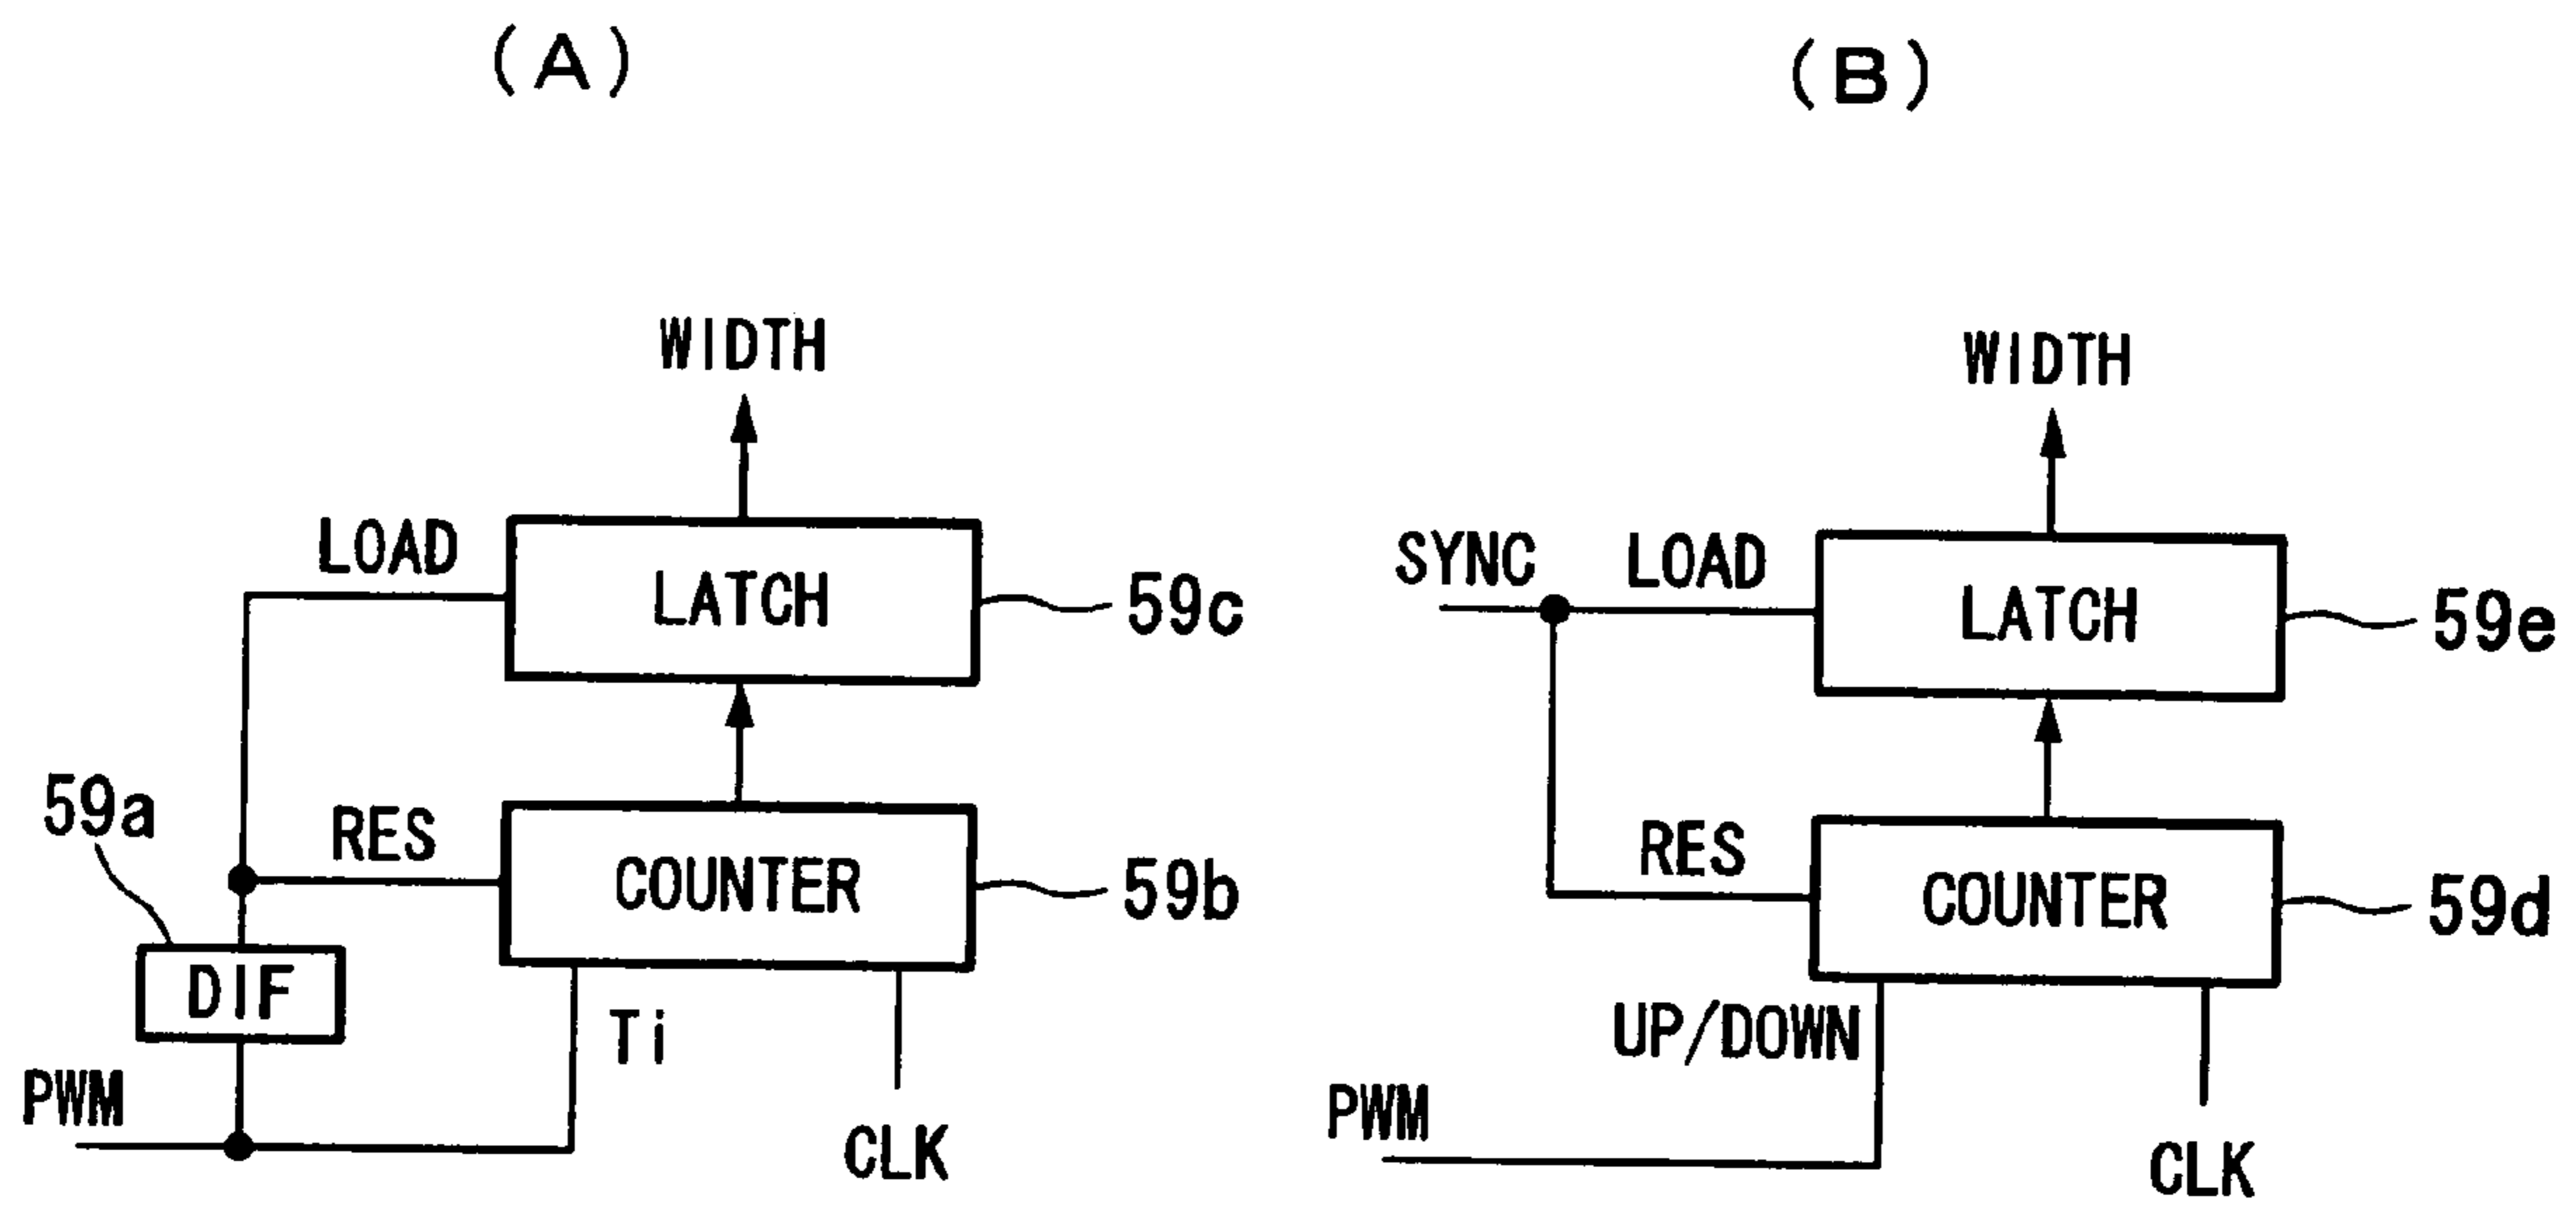 (A)
WIDTH
LOAD
LATCH
59c
59a
RES
COUNTER
59b
DIF
Ti
PWM
CLK
(B)
WIDTH
SYNC
LOAD
LATCH
59e
RES
COUNTER
59d
UP/DOWN
PWM
CLK